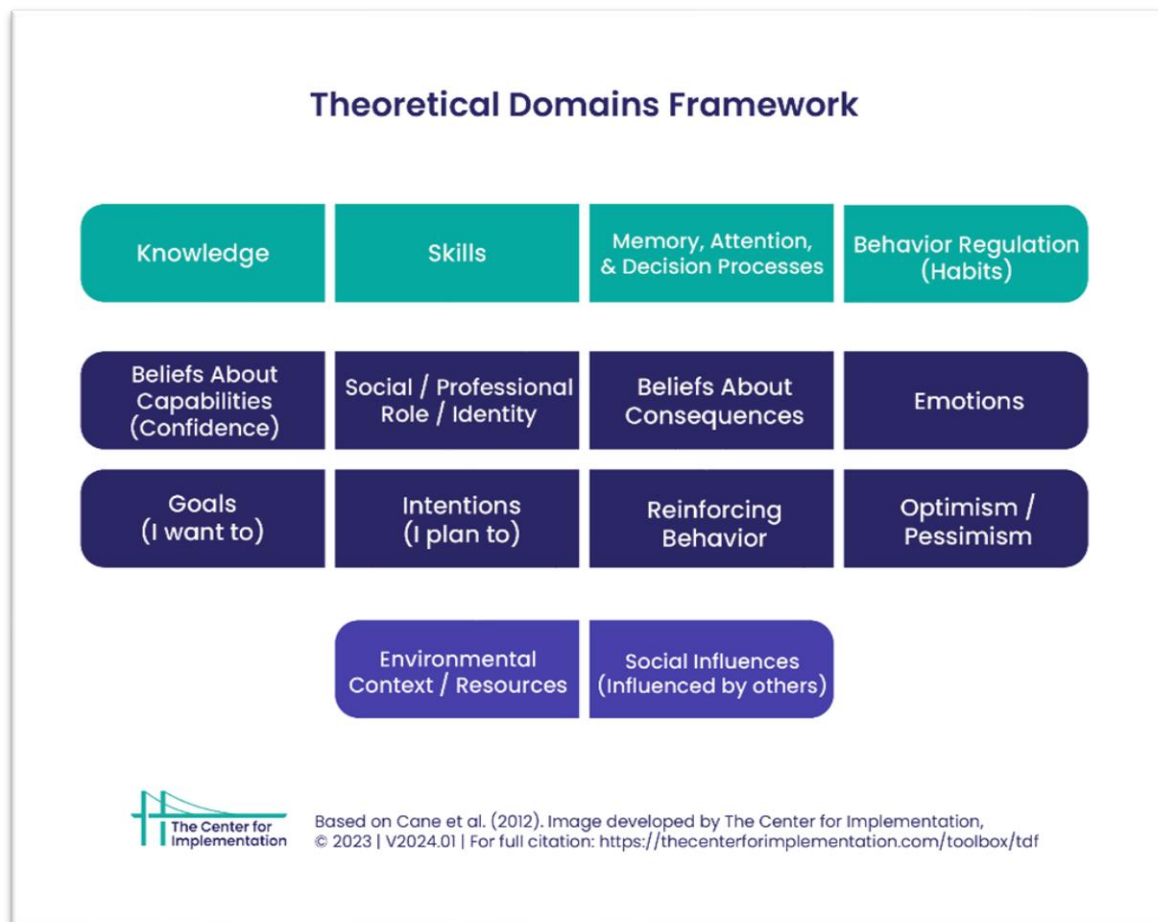 Theoretical Domains Framework
Knowledge
Skills
Memory, Attention,
& Decision Processes
Behavior Regulation
(Habits)
Beliefs About
Capabilities
(Confidence)
Social / Professional
Role / Identity
Beliefs About
Consequences
Emotions
Goals
(I want to)
Intentions
(I plan to)
Reinforcing
Behavior
Optimism /
Pessimism
Environmental
Context / Resources
Social Influences
(Influenced by others)
The Center for
Implementation
Based on Cane et al. (2012). Image developed by The Center for Implementation,
© 2023 | V2024.01 | For full citation: https://thecenterforimplementation.com/toolbox/tdf